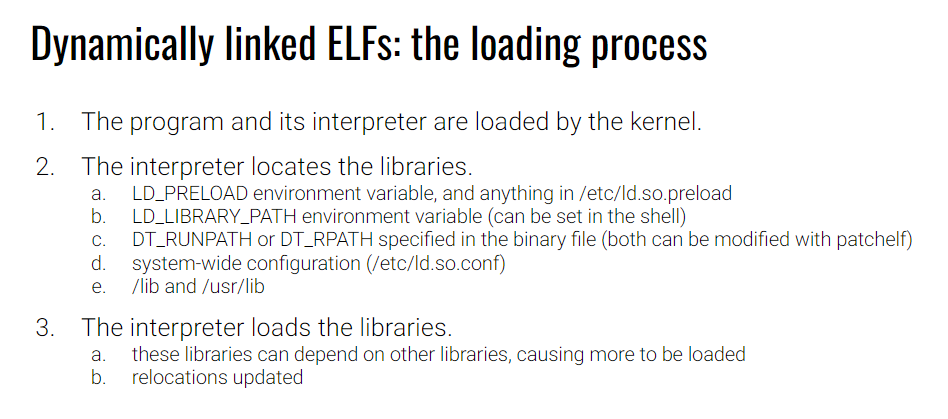 Dynamically linked ELFs: the loading process
1. The program and its interpreter are loaded by the kernel.
2. The interpreter locates the libraries.
a. LD_PRELOAD environment variable, and anything in /etc/ld.so.preload
b. LD_LIBRARY_PATH environment variable (can be set in the shell)
c. DT_RUNPATH or DT_RPATH specified in the binary file (both can be modified with patchelf)
d. system-wide configuration (/etc/ld.so.conf)
e. /lib and /usr/lib
3. The interpreter loads the libraries.
a. these libraries can depend on other libraries, causing more to be loaded
b. relocations updated